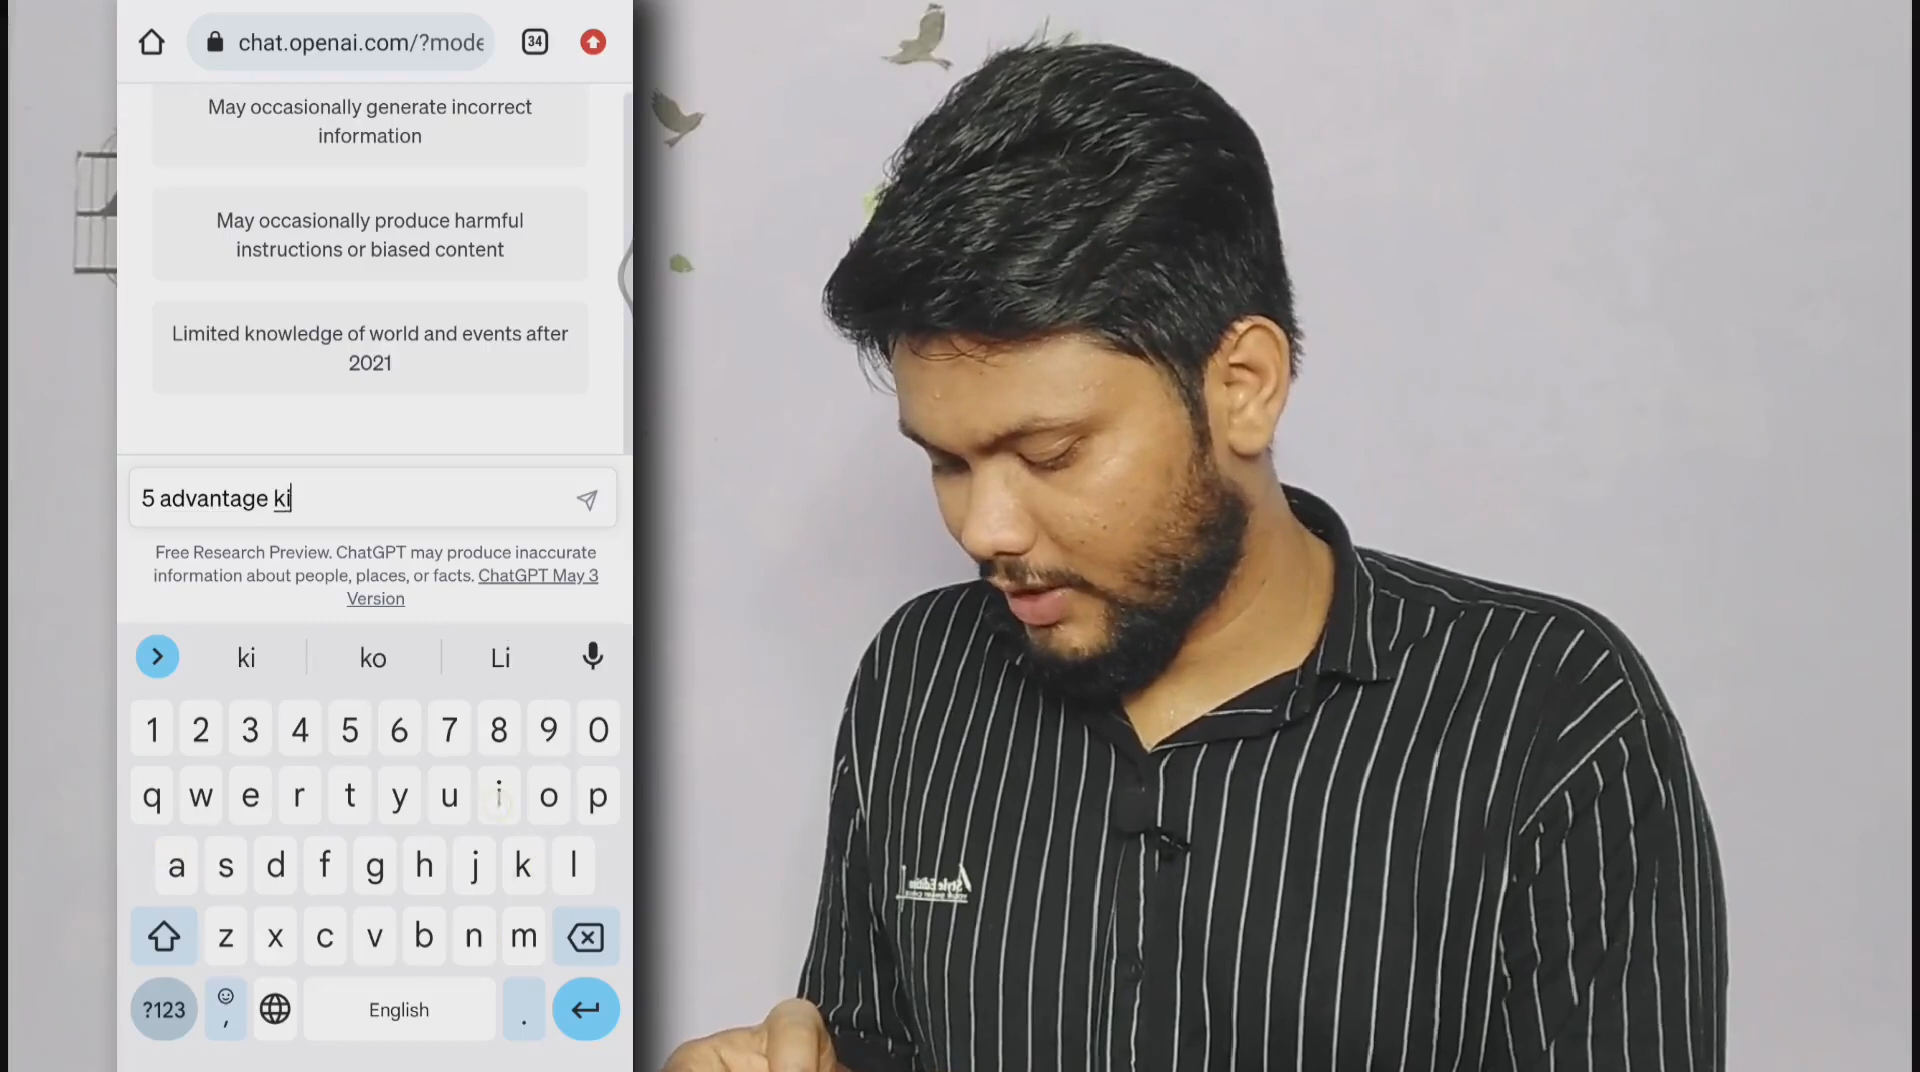 chat.openai.com/?mode
34
May occasionally generate incorrect
information
May occasionally produce harmful
instructions or biased content
Limited knowledge of world and events after
2021
5 advantage ki
Free Research Preview. ChatGPT may produce inaccurate
information about people, places, or facts. ChatGPT May 3
Version
ki ko Li
1 2 3 4 5 6 7 8 9 0
q w e r t y u i o p
a s d f g h j k l
z x c v b n m
?123 , English .
Style Editio